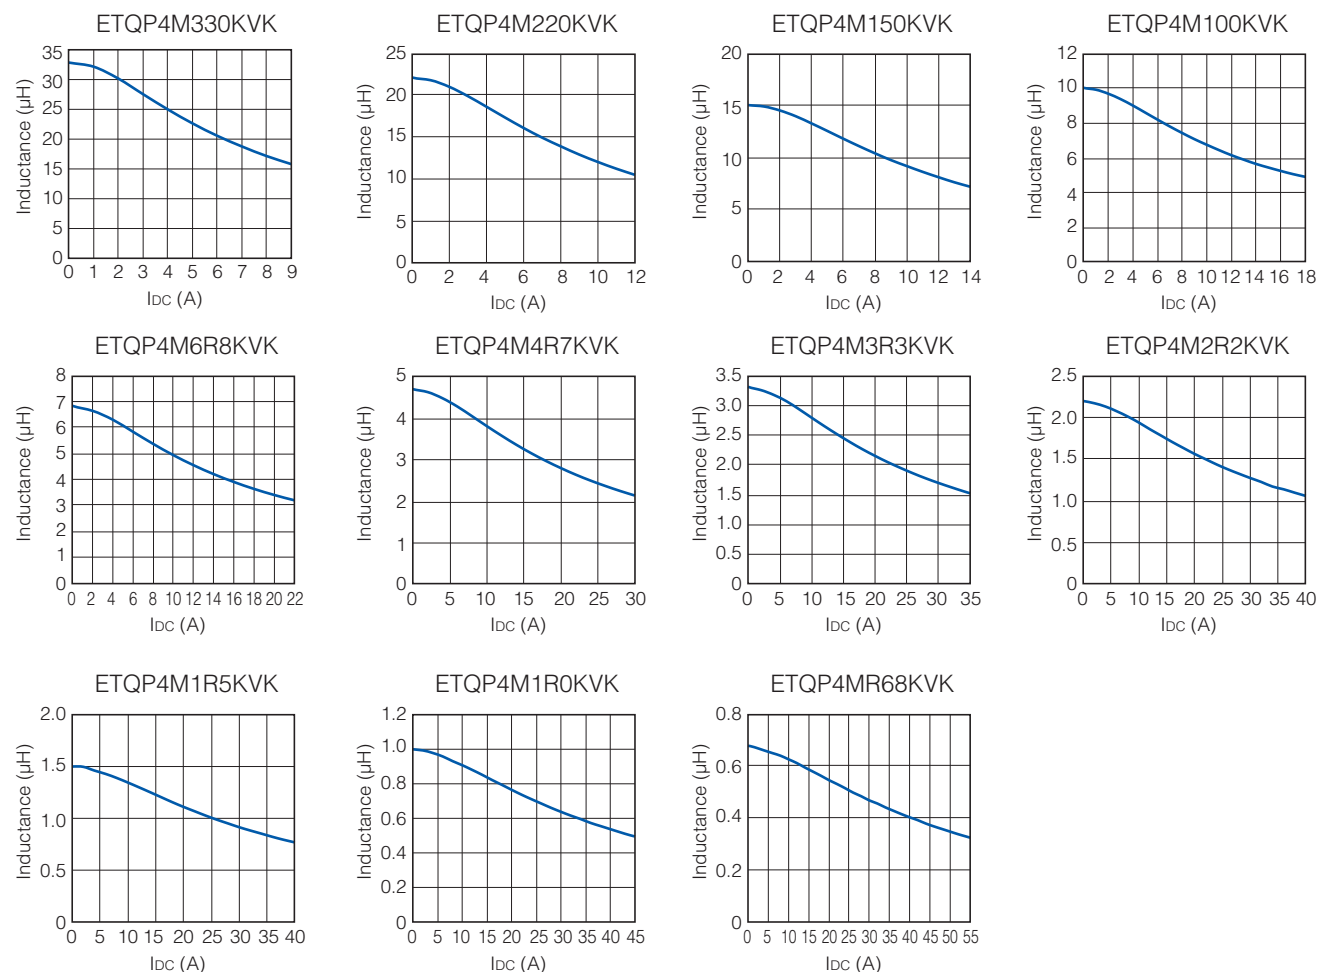 ETQP4M330KVK
Inductance (µH)
35
30
25
20
15
10
5
0
0 1 2 3 4 5 6 7 8 9
IDC (A)
ETQP4M220KVK
Inductance (µH)
25
20
15
10
5
0
0 2 4 6 8 10 12
IDC (A)
ETQP4M150KVK
Inductance (µH)
20
15
10
5
0
0 2 4 6 8 10 12 14
IDC (A)
ETQP4M100KVK
Inductance (µH)
12
10
8
6
4
2
0
0 2 4 6 8 10 12 14 16 18
IDC (A)
ETQP4M6R8KVK
Inductance (µH)
8
7
6
5
4
3
2
1
0
0 2 4 6 8 10 12 14 16 18 20 22
IDC (A)
ETQP4M4R7KVK
Inductance (µH)
5
4
3
2
1
0
0 5 10 15 20 25 30
IDC (A)
ETQP4M3R3KVK
Inductance (µH)
3.5
3.0
2.5
2.0
1.5
1.0
0.5
0
0 5 10 15 20 25 30 35
IDC (A)
ETQP4M2R2KVK
Inductance (µH)
2.5
2.0
1.5
1.0
0.5
0
0 5 10 15 20 25 30 35 40
IDC (A)
ETQP4M1R5KVK
Inductance (µH)
2.0
1.5
1.0
0.5
0
0 5 10 15 20 25 30 35 40
IDC (A)
ETQP4M1R0KVK
Inductance (µH)
1.2
1.0
0.8
0.6
0.4
0.2
0
0 5 10 15 20 25 30 35 40 45
IDC (A)
ETQP4MR68KVK
Inductance (µH)
0.8
0.6
0.4
0.2
0
0 5 10 15 20 25 30 35 40 45 50 55
IDC (A)